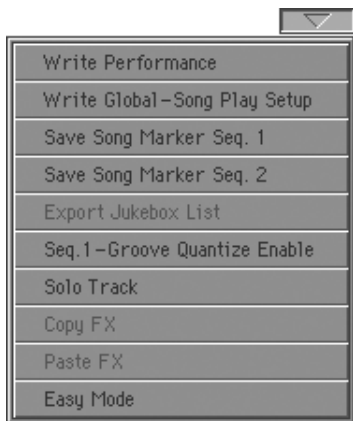 Write Performance
Write Global-Song Play Setup
Save Song Marker Seq. 1
Save Song Marker Seq. 2
Export Jukebox List
Seq.1-Groove Quantize Enable
Solo Track
Copy FX
Paste FX
Easy Mode